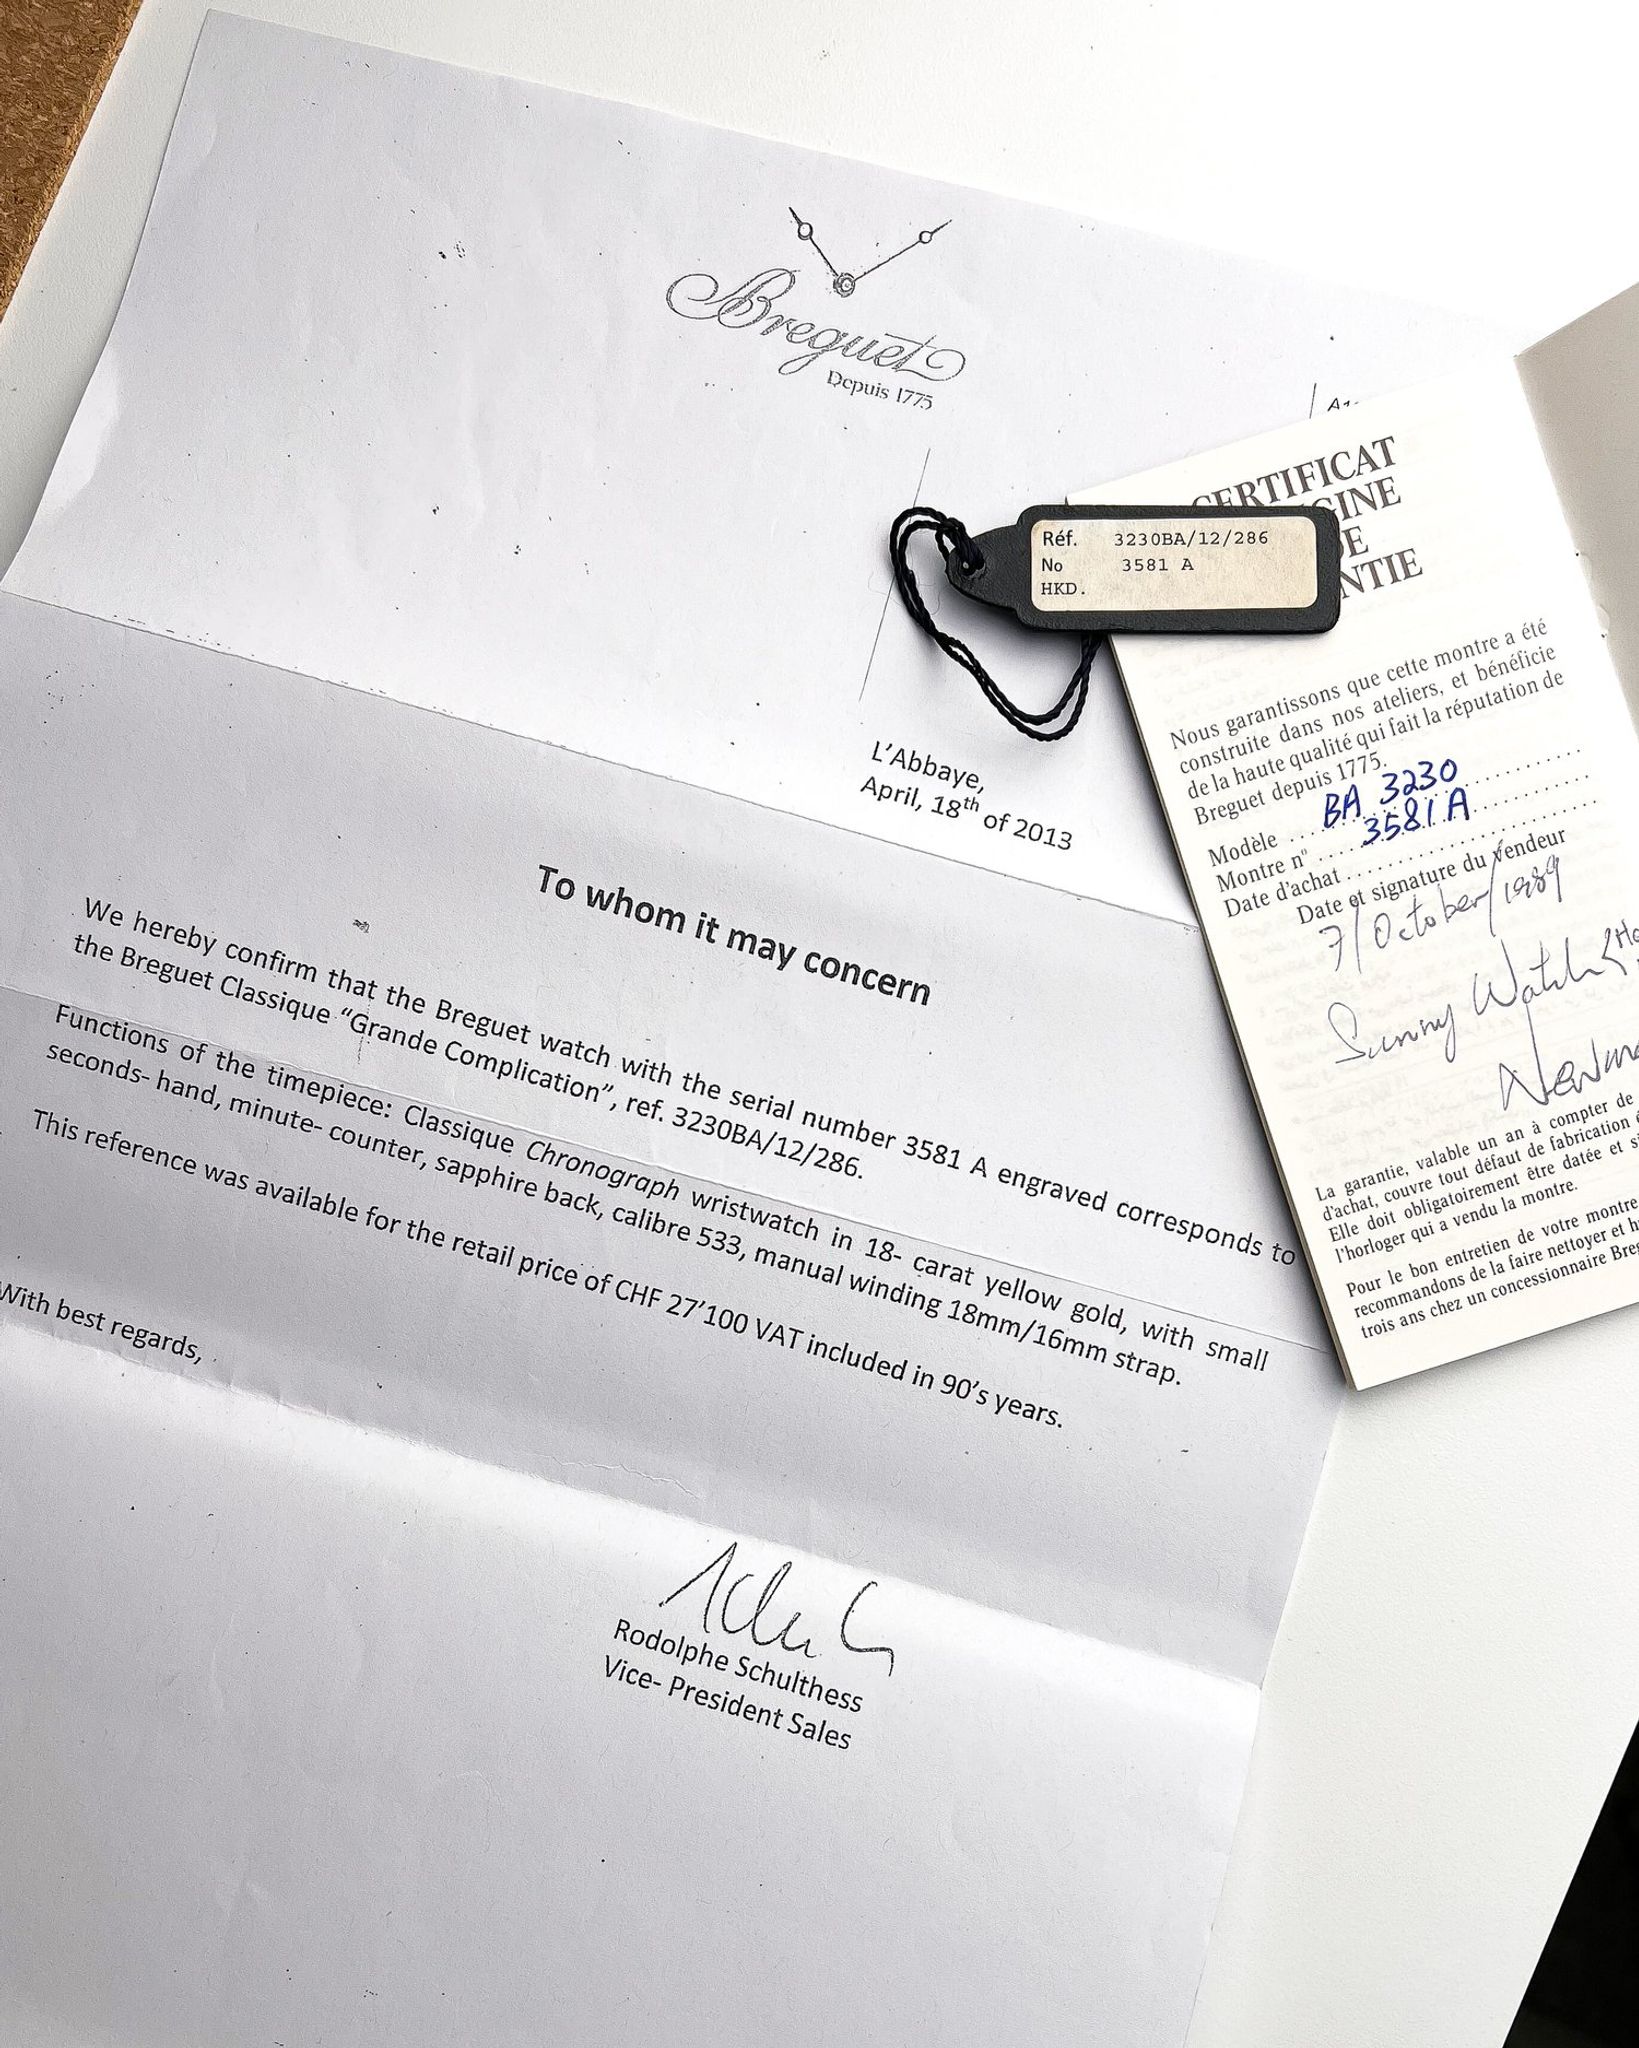 Breguet
Depuis 1775
L'Abbaye,
April, 18th of 2013
To whom it may concern
We hereby confirm that the Breguet watch with the serial number 3581 A engraved corresponds to
the Breguet Classique “Grande Complication”, ref. 3230BA/12/286.
Functions of the timepiece: Classique Chronograph wristwatch in 18- carat yellow gold, with small
seconds- hand, minute- counter, sapphire back, calibre 533, manual winding 18mm/16mm strap.
This reference was available for the retail price of CHF 27'100 VAT included in 90's years.
With best regards,
Rodolphe Schulthess
Vice- President Sales
Réf. 3230BA/12/286
No 3581 A
HKD.
CERTIFICAT
GINE
DE
NTIE
Nous garantissons que cette montre a été
construite dans nos ateliers, et bénéficie
de la haute qualité qui fait la réputation de
Breguet depuis 1775.
Modèle BA 3230
Montre n° 3581 A
Date d'achat
Date et signature du vendeur
7/October/1989
Sunny Watch
La garantie, valable un an à compter de
d'achat, couvre tout défaut de fabrication
Elle doit obligatoirement être datée et
l'horloger qui a vendu la montre.
Pour le bon entretien de votre montre
recommandons de la faire nettoyer et
trois ans chez un concessionnaire